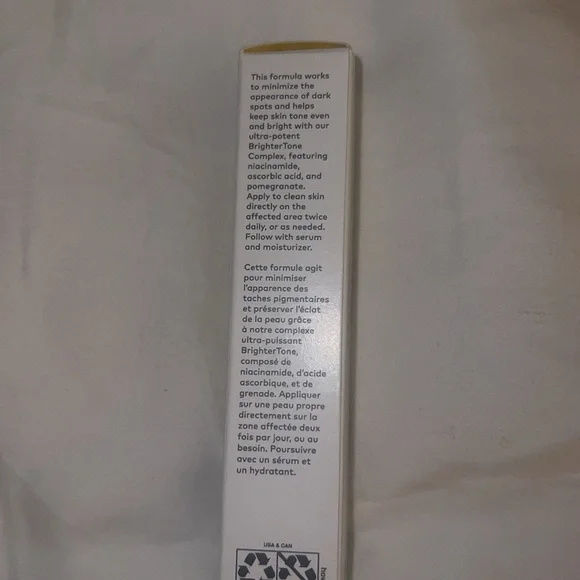 This formula works
to minimize the
appearance of dark
spots and helps
keep skin tone even
and bright with our
ultra-potent
BrighterTone
Complex, featuring
niacinamide,
ascorbic acid, and
pomegranate.
Apply to clean skin
directly on the
affected area twice
daily, or as needed.
Follow with serum
and moisturizer.
Cette formule agit
pour minimiser
l'apparence des
taches pigmentaires
et préserver l'éclat
de la peau grâce
à notre complexe
ultra-puissant
BrighterTone,
composé de
niacinamide, d'acide
ascorbique, et de
grenade. Appliquer
sur une peau propre
directement sur la
zone affectée deux
fois par jour, ou au
besoin. Poursuivre
avec un sérum et
un hydratant.
USA & CAN